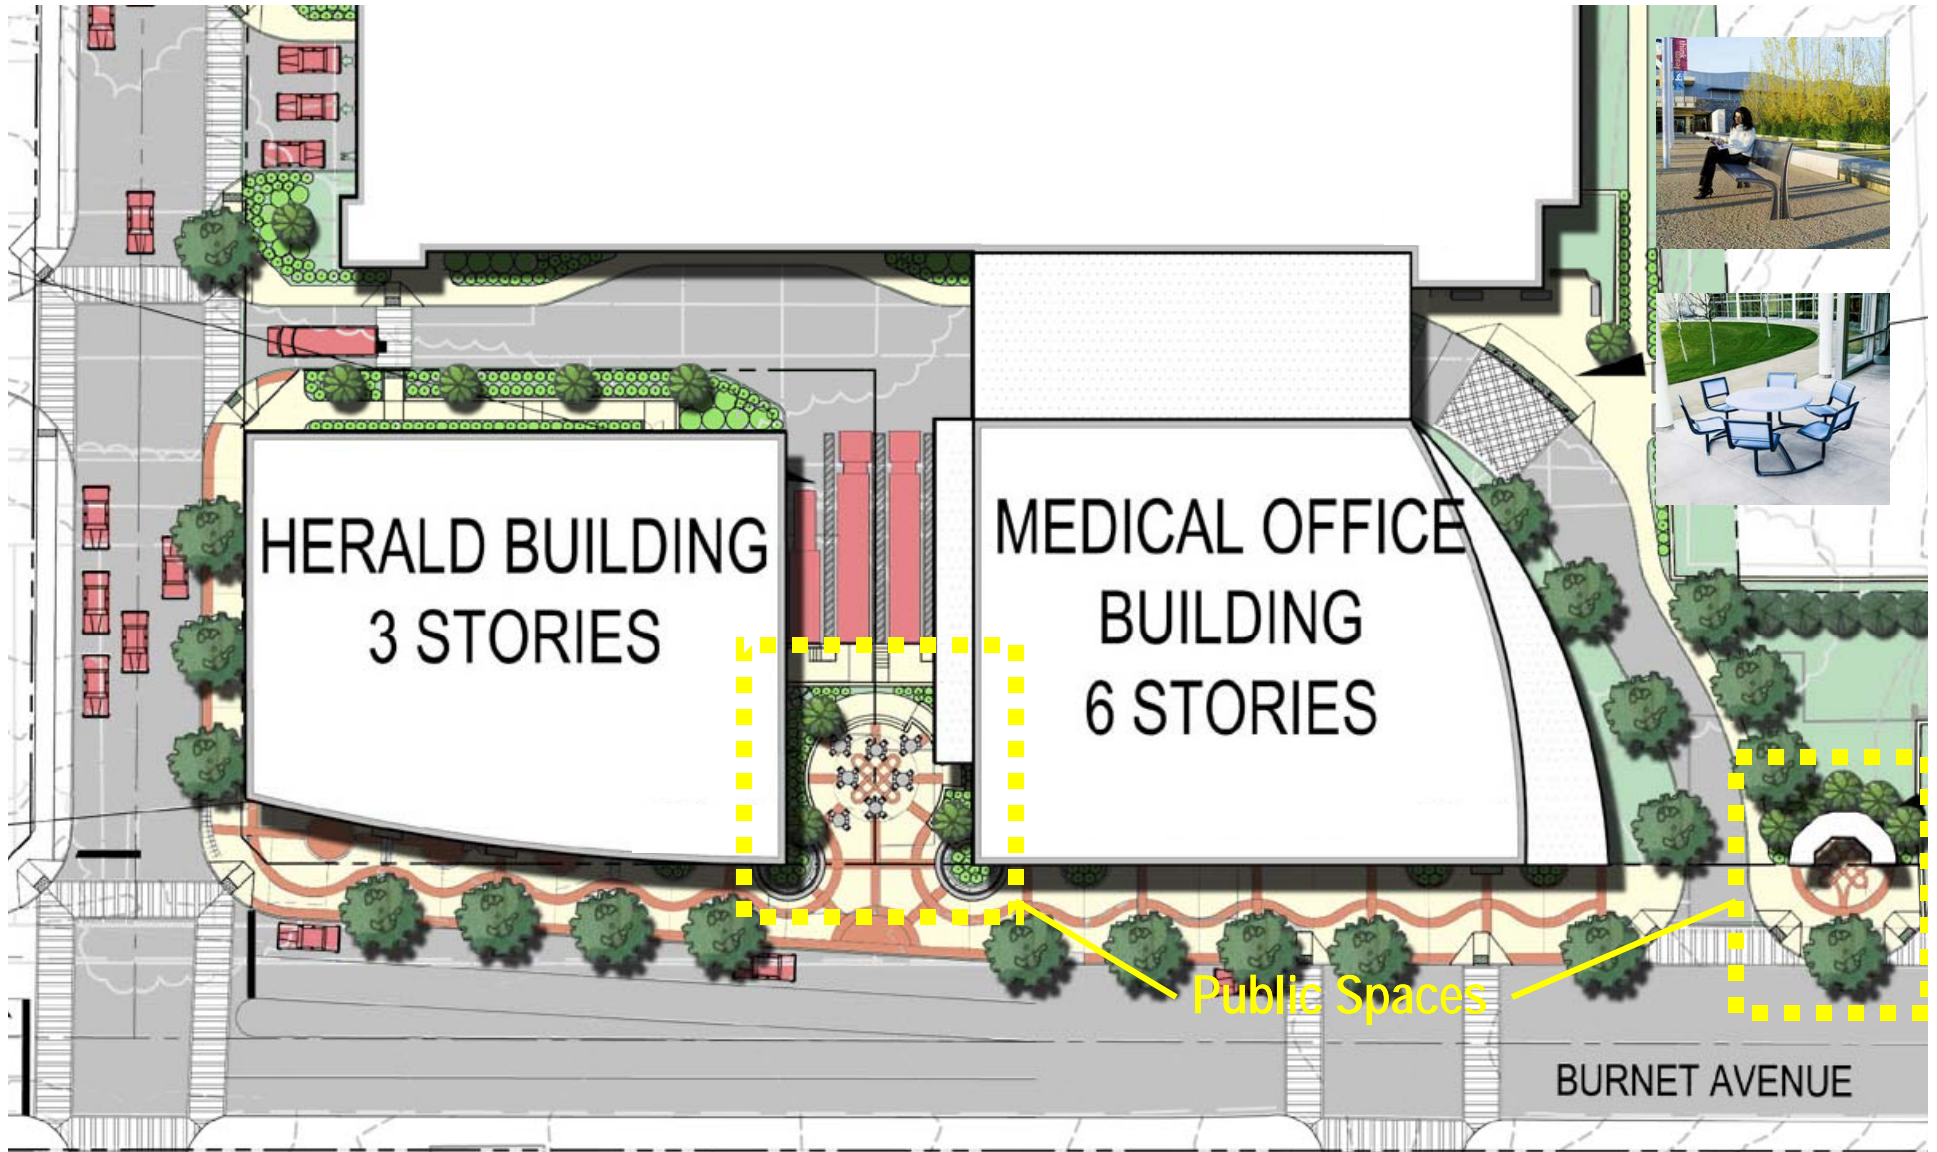 HERALD BUILDING
3 STORIES
MEDICAL OFFICE
BUILDING
6 STORIES
Public Spaces
BURNET AVENUE